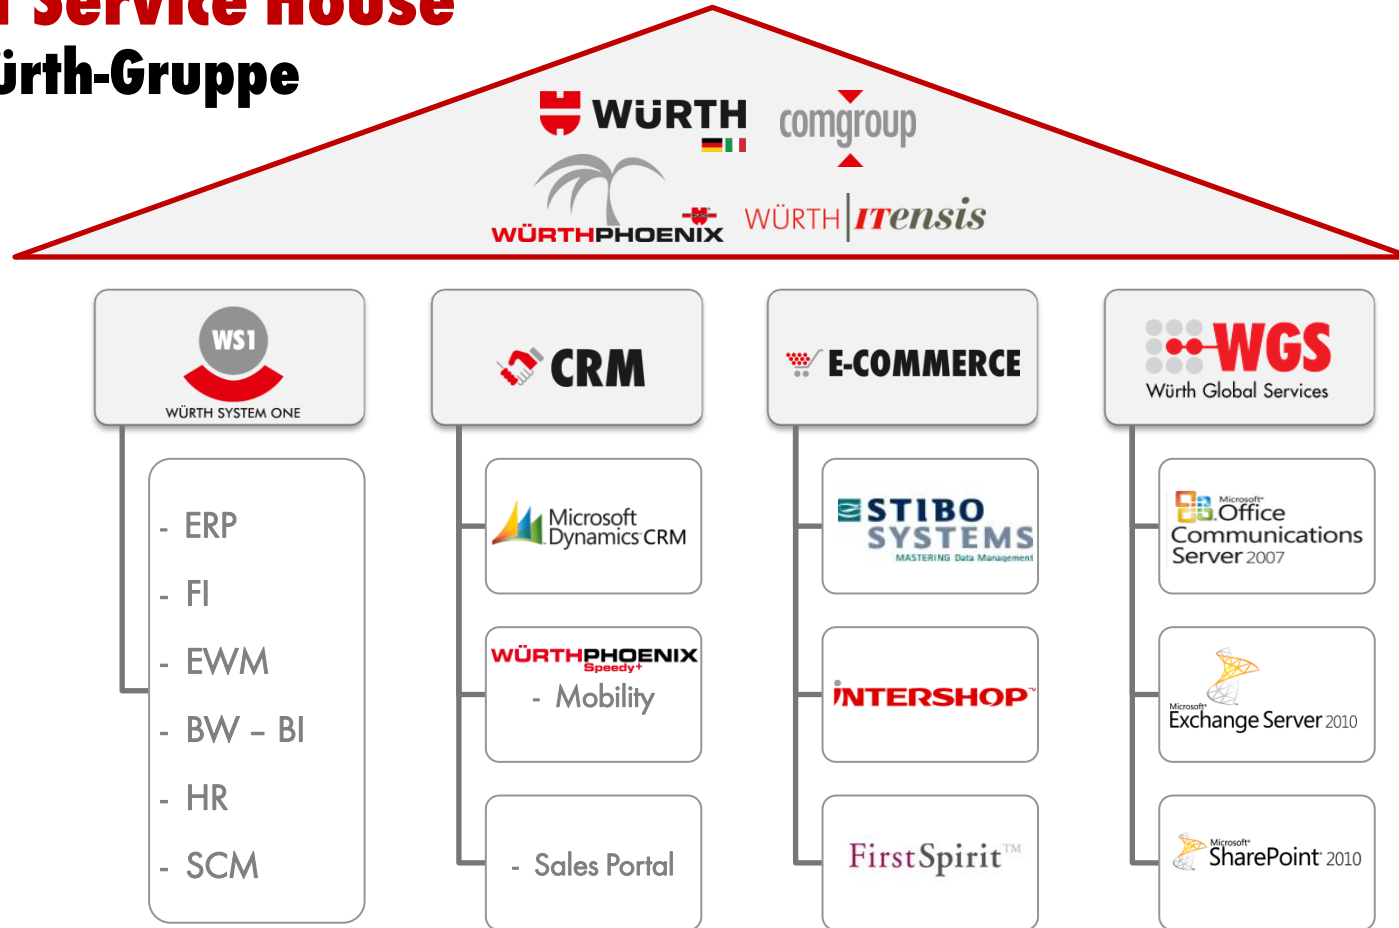 Service House
ürth-Gruppe
WÜRTH
comgroup
WÜRTHPHOENIX
WÜRTH ITensis
WS1
WÜRTH SYSTEM ONE
CRM
E-COMMERCE
WGS
Würth Global Services
- ERP
- FI
- EWM
- BW – BI
- HR
- SCM
Microsoft
Dynamics CRM
WÜRTHPHOENIX
Speedy+
- Mobility
- Sales Portal
STIBO
SYSTEMS
MASTERING Data Management
INTERSHOP™
FirstSpirit™
Microsoft®
Office
Communications
Server 2007
Microsoft®
Exchange Server 2010
Microsoft®
SharePoint® 2010